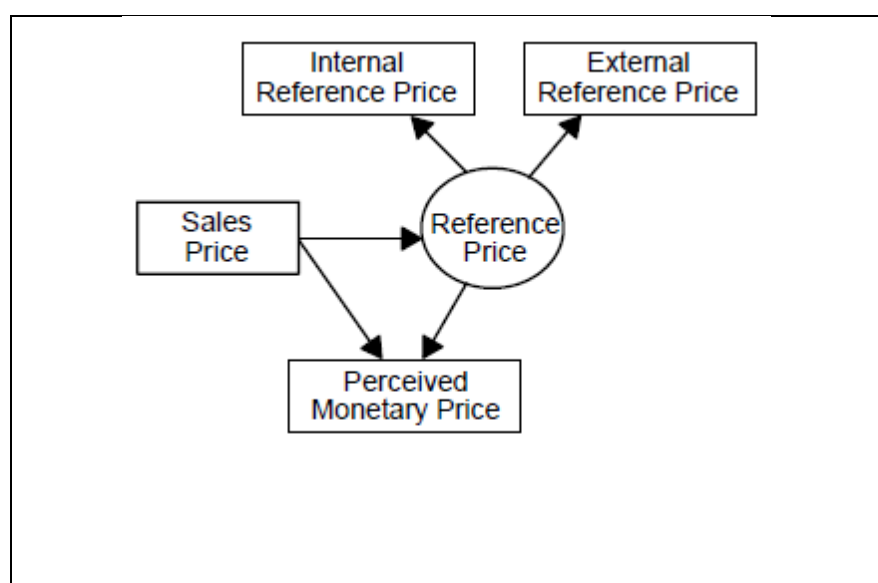 Internal
Reference Price
External
Reference Price
Sales
Price
Reference
Price
Perceived
Monetary Price